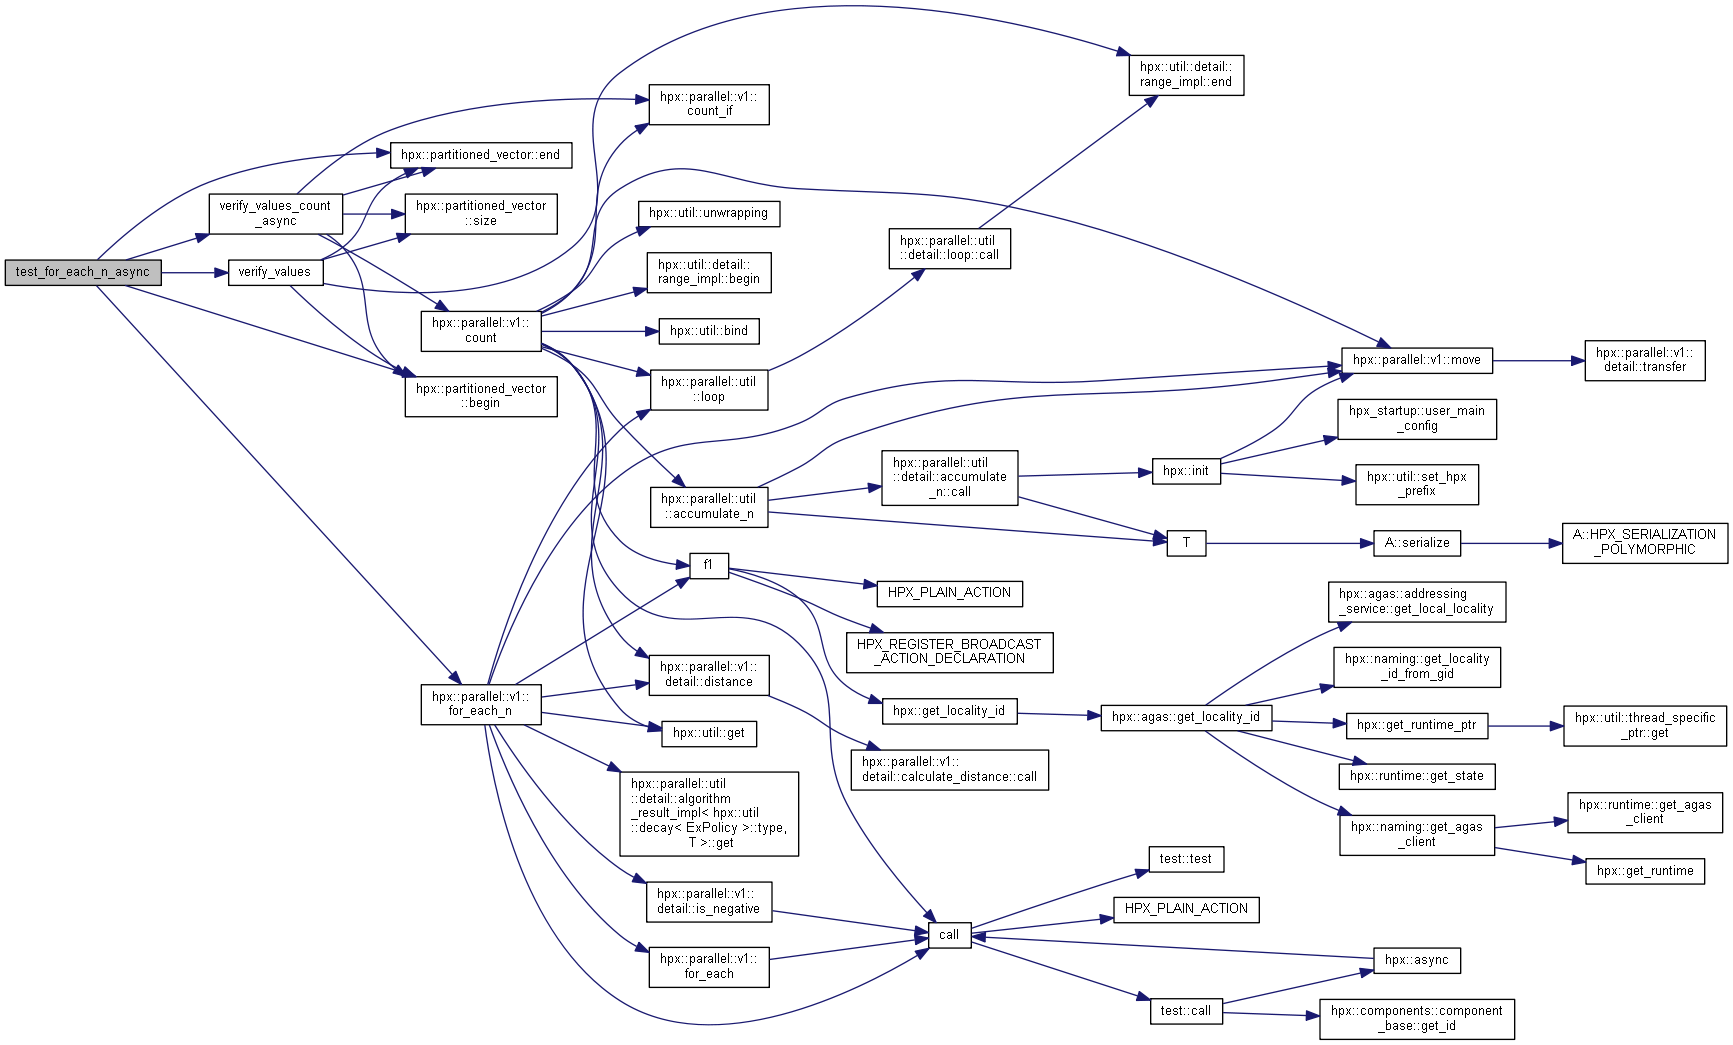 test_for_each_n_async
verify_values_count
_async
verify_values
hpx::parallel::v1::
for_each_n
hpx::partitioned_vector::end
hpx::partitioned_vector
::size
hpx::parallel::v1::
count
hpx::partitioned_vector
::begin
hpx::parallel::v1::
count_if
hpx::util::unwrapping
hpx::util::detail::
range_impl::begin
hpx::util::bind
hpx::parallel::util
::loop
hpx::parallel::util
::accumulate_n
f1
hpx::parallel::v1::
detail::distance
hpx::util::get
hpx::parallel::util
::detail::algorithm
_result_impl< hpx::util
::decay< ExPolicy >::type,
T >::get
hpx::parallel::v1::
detail::is_negative
hpx::parallel::v1::
for_each
hpx::parallel::util
::detail::loop::call
hpx::parallel::util
::detail::accumulate
_n::call
HPX_PLAIN_ACTION
HPX_REGISTER_BROADCAST
_ACTION_DECLARATION
hpx::get_locality_id
hpx::parallel::v1::
detail::calculate_distance::call
call
hpx::util::detail::
range_impl::end
hpx::init
T
hpx::agas::get_locality_id
test::test
HPX_PLAIN_ACTION
test::call
hpx::parallel::v1::move
hpx_startup::user_main
_config
hpx::util::set_hpx
_prefix
A::serialize
hpx::agas::addressing
_service::get_local_locality
hpx::naming::get_locality
_id_from_gid
hpx::get_runtime_ptr
hpx::runtime::get_state
hpx::naming::get_agas
_client
hpx::async
hpx::components::component
_base::get_id
hpx::parallel::v1::
detail::transfer
A::HPX_SERIALIZATION
_POLYMORPHIC
hpx::util::thread_specific
_ptr::get
hpx::runtime::get_agas
_client
hpx::get_runtime